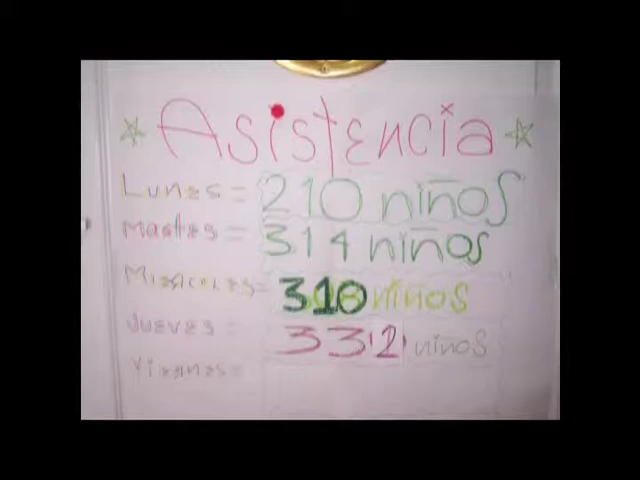 Asistencia
Lunes = 210 niños
Martes = 314 niños
Miercoles = 310 niños
Jueves = 332 niños
Viernes =